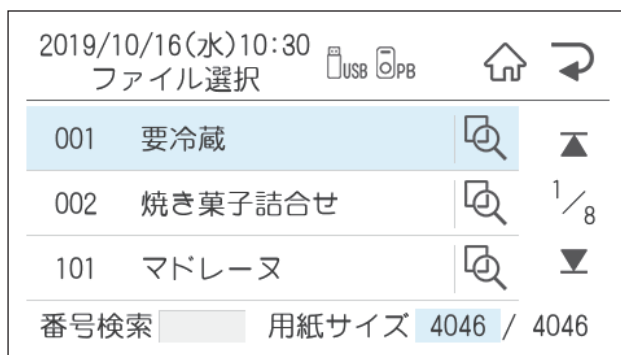 2019/10/16(水)10:30 USB PB
ファイル選択
001 要冷蔵
002 焼き菓子詰合せ 1/8
101 マドレーヌ
番号検索 用紙サイズ 4046 / 4046